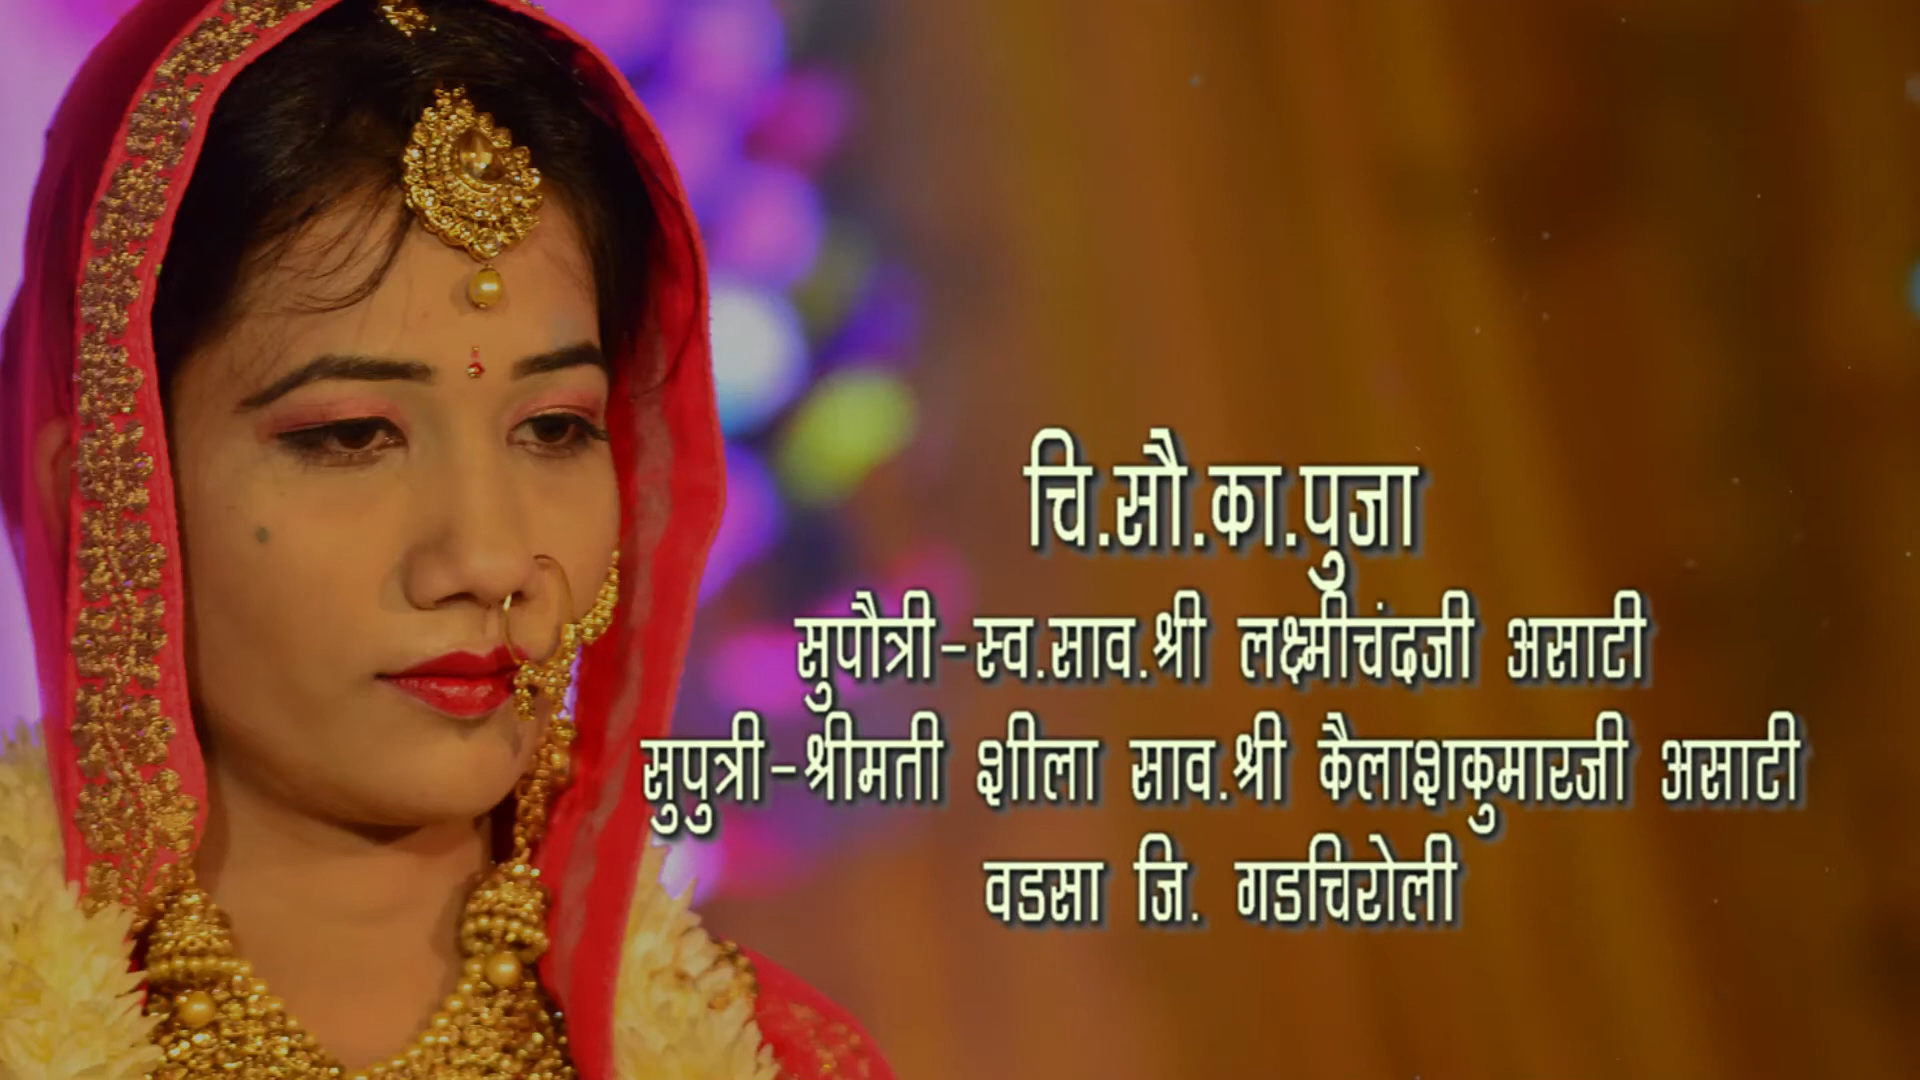 चि.सौ.का.पुजा
सुपौत्री-स्व.साव.श्री लक्ष्मीचंदजी असाटी
सुपुत्री-श्रीमती शीला साव.श्री कैलाशकुमारजी असाटी
वडसा जि. गडचिरोली